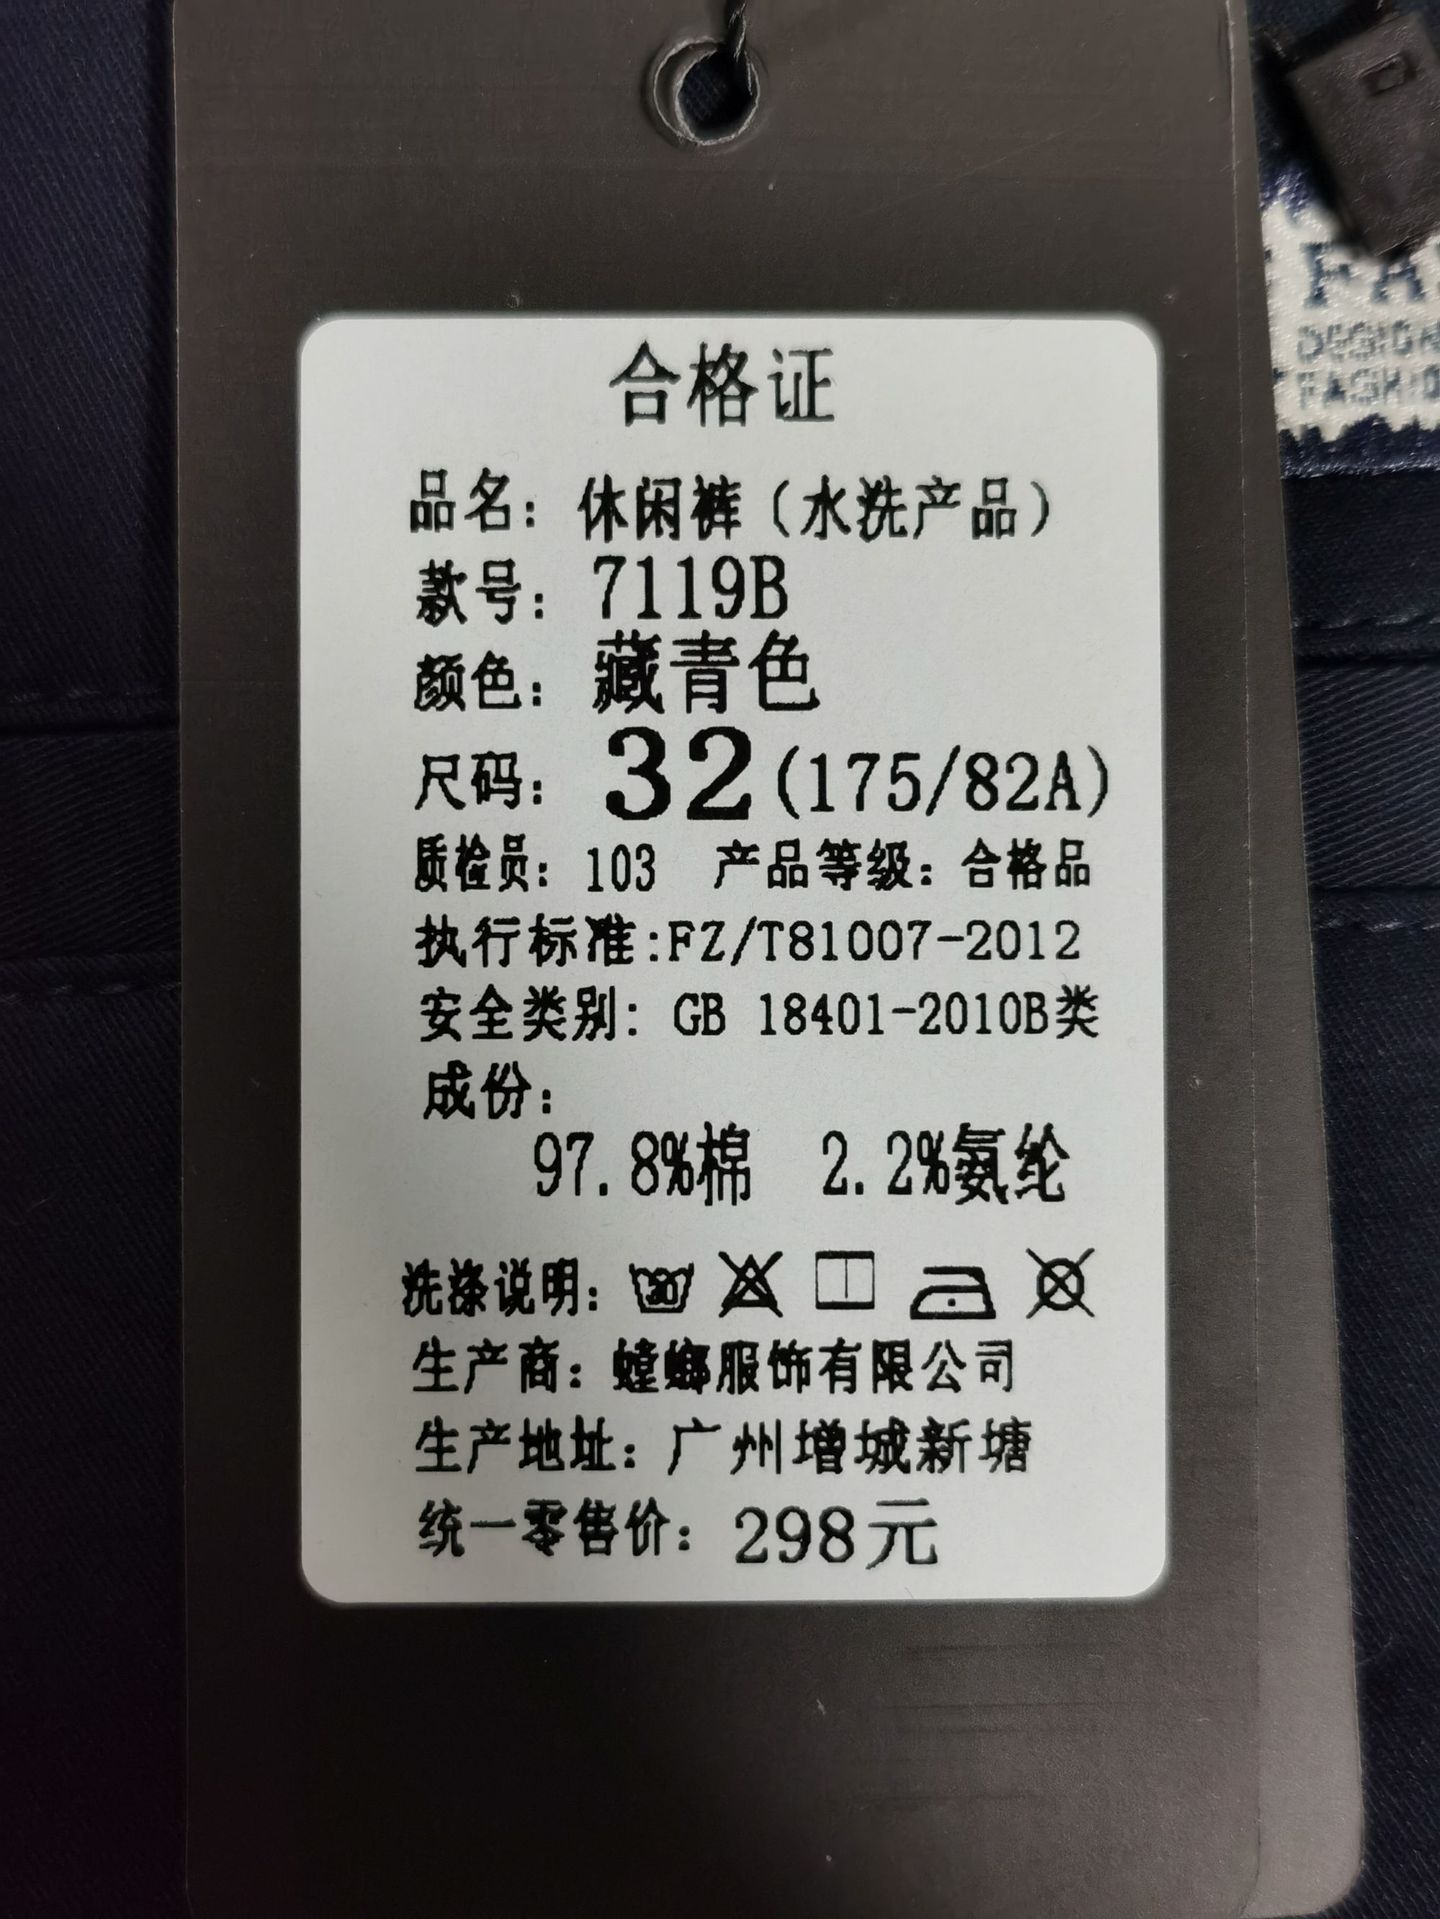 合格证
品名：休闲裤（水洗产品）
款号：7119B
颜色：藏青色
尺码：32(175/82A)
质检员：103 产品等级：合格品
执行标准:FZ/T81007-2012
安全类别：GB 18401-2010B类
成份：
97.8%棉 2.2%氨纶
洗涤说明：30
生产商：螳螂服饰有限公司
生产地址：广州增城新塘
统一零售价：298元
DESIGN
FASHIO